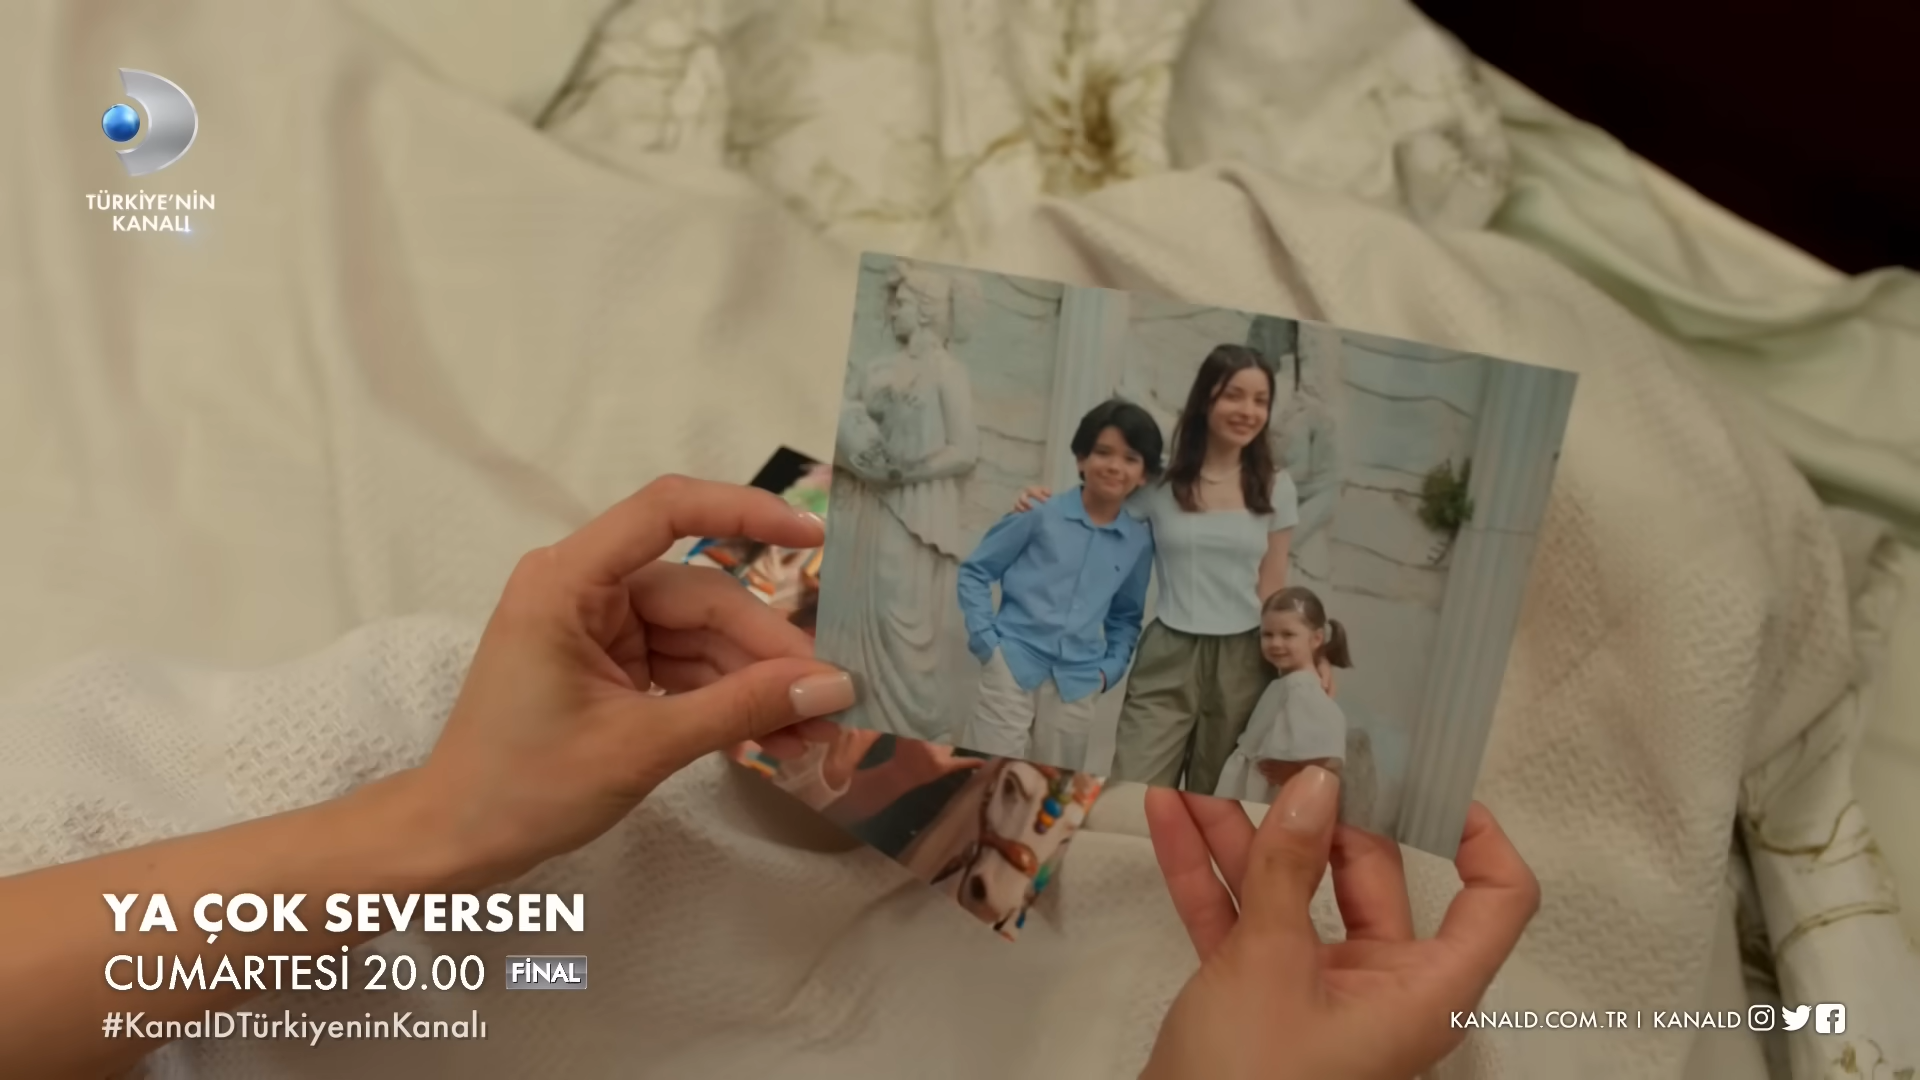 TÜRKİYE'NİN
KANALI
YA ÇOK SEVERSEN
CUMARTESİ 20.00 FİNAL
#KanalDTürkiyeninKanalı
KANALD.COM.TR | KANALD